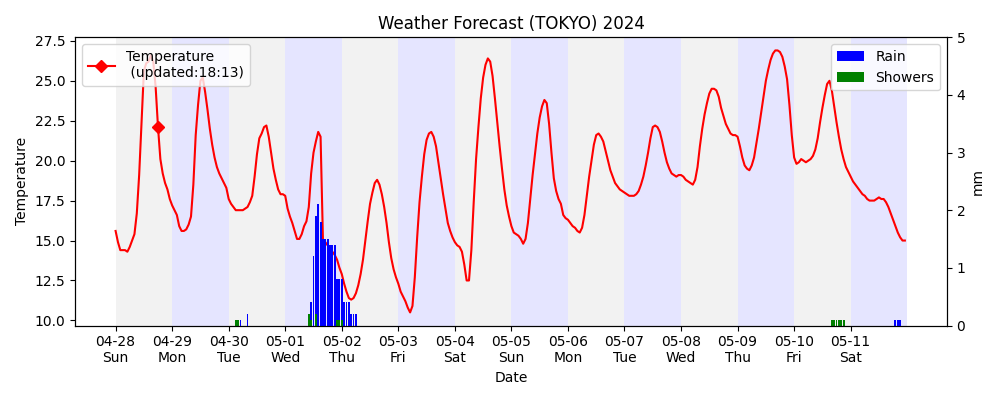 Weather Forecast (TOKYO) 2024
Temperature
(updated:18:13)
Rain
Showers
Temperature
27.5
25.0
22.5
20.0
17.5
15.0
12.5
10.0
5
4
3
2
1
0
mm
04-28 04-29 04-30 05-01 05-02 05-03 05-04 05-05 05-06 05-07 05-08 05-09 05-10 05-11
Sun Mon Tue Wed Thu Fri Sat Sun Mon Tue Wed Thu Fri Sat
Date